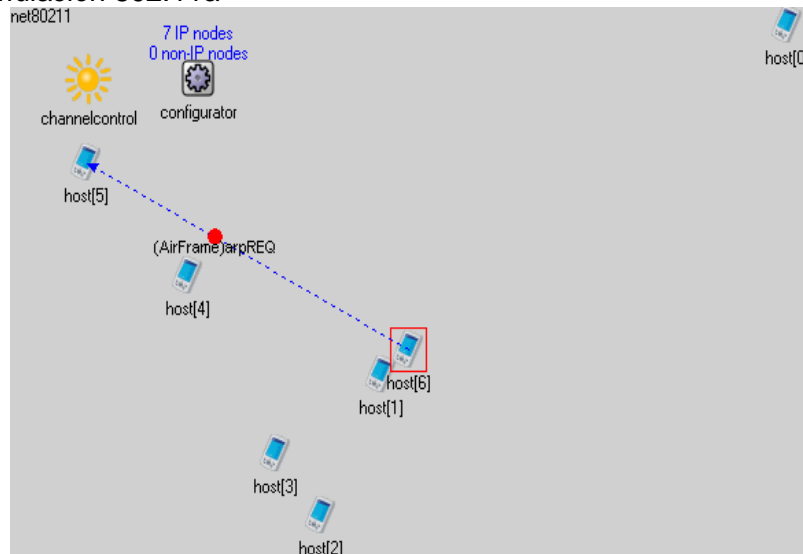 net80211
7 IP nodes
0 non-IP nodes
host[0
channelcontrol
configurator
host[5]
(AirFrame)arpREQ
host[4]
host[6]
host[1]
host[3]
host[2]